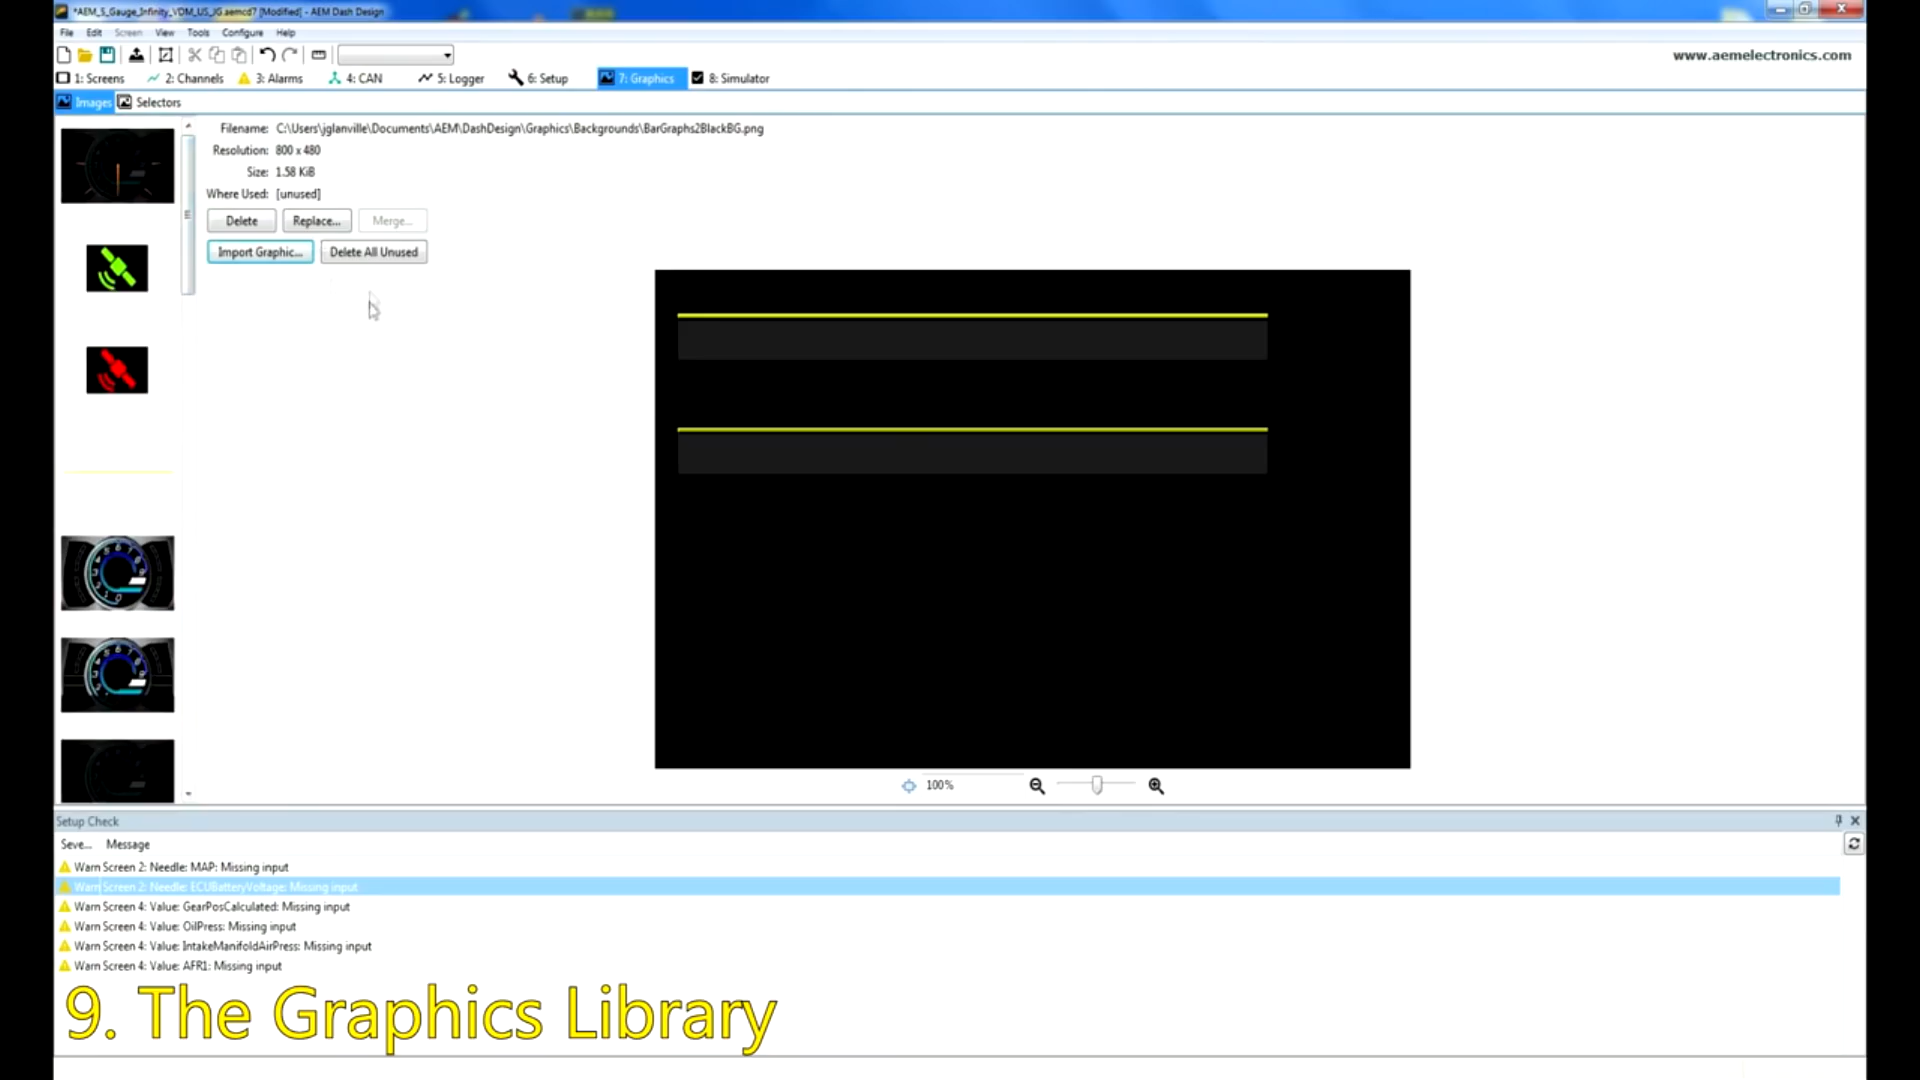 *AEM_5_Gauge_Infinity_VDM_US_JG.aemcd7 [Modified] - AEM Dash Design
File Edit Screen View Tools Configure Help
www.aemelectronics.com
1: Screens 2: Channels 3: Alarms 4: CAN 5: Logger 6: Setup 7: Graphics 8: Simulator
Images Selectors
Filename: C:\Users\jglanville\Documents\AEM\DashDesign\Graphics\Backgrounds\BarGraphs2BlackBG.png
Resolution: 800 x 480
Size: 1.58 KiB
Where Used: [unused]
Delete Replace... Merge...
Import Graphic... Delete All Unused
100%
Setup Check
Seve... Message
Warn Screen 2: Needle: MAP: Missing input
Warn Screen 2: Needle: ECUBatteryVoltage: Missing input
Warn Screen 4: Value: GearPosCalculated: Missing input
Warn Screen 4: Value: OilPress: Missing input
Warn Screen 4: Value: IntakeManifoldAirPress: Missing input
Warn Screen 4: Value: AFR1: Missing input
9. The Graphics Library